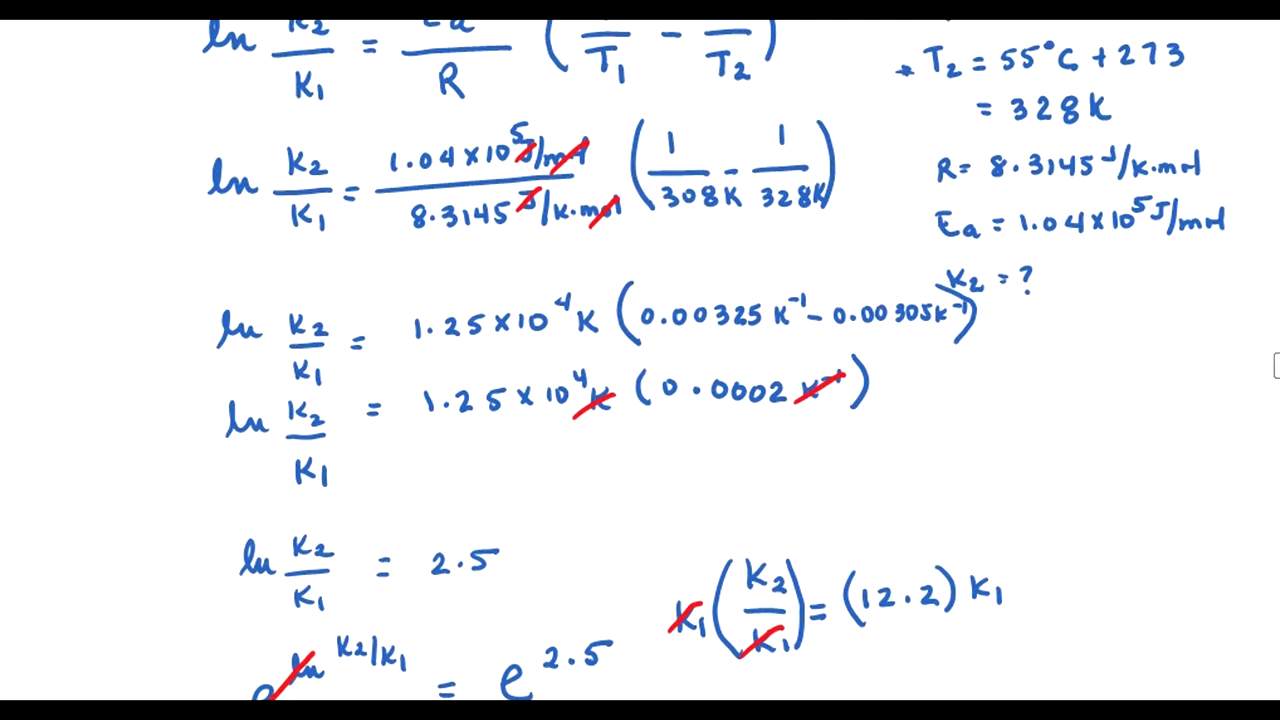 ln K2/K1 = Ea/R (1/T1 - 1/T2)
* T2 = 55°C + 273
= 328K
ln K2/K1 = 1.04 x 10^5 J/mol / 8.3145 J/K.mol (1/308K - 1/328K)
R = 8.3145 J/K.mol
Ea = 1.04 x 10^5 J/mol
K2 = ?
ln K2/K1 = 1.25 x 10^4 K (0.00325 K^-1 - 0.00305 K^-1)
ln K2/K1 = 1.25 x 10^4 K (0.0002 K^-1)
ln K2/K1 = 2.5
K1 (K2/K1) = (12.2) K1
e^ln K2/K1 = e^2.5